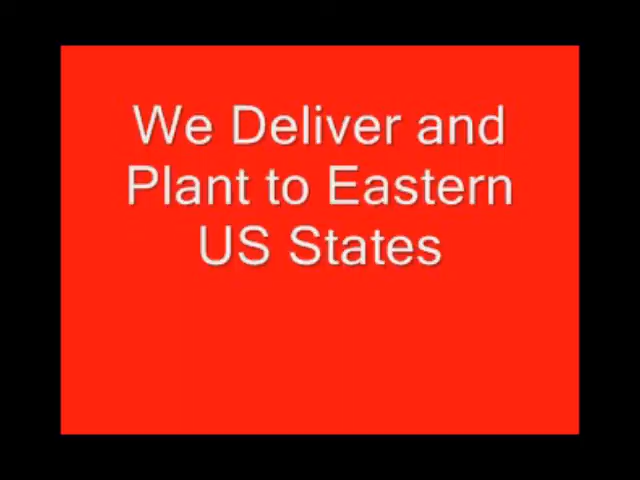 We Deliver and
Plant to Eastern
US States